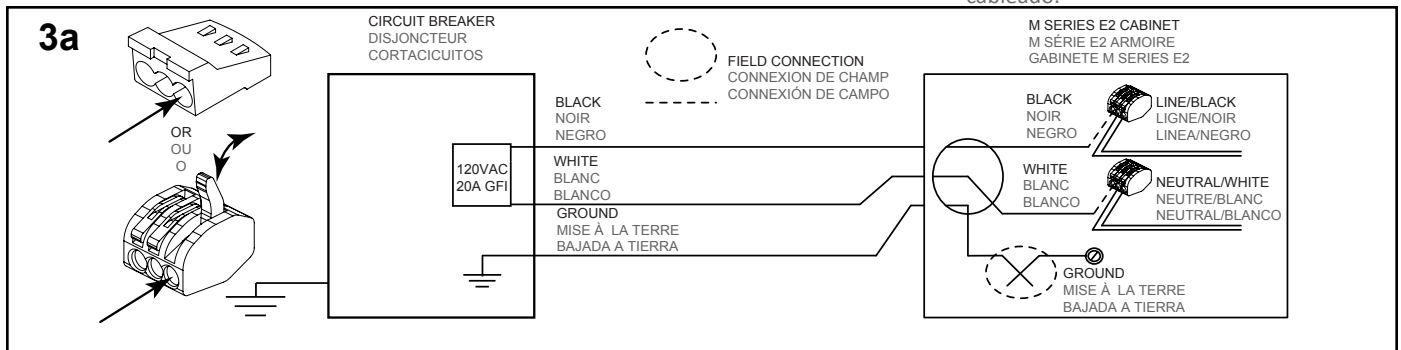 cableado.
3a
OR
OU
O
CIRCUIT BREAKER
DISJONCTEUR
CORTACICUITOS
120VAC
20A GFI
FIELD CONNECTION
CONNEXION DE CHAMP
CONNEXIÓN DE CAMPO
BLACK
NOIR
NEGRO
WHITE
BLANC
BLANCO
GROUND
MISE À LA TERRE
BAJADA A TIERRA
M SERIES E2 CABINET
M SÉRIE E2 ARMOIRE
GABINETE M SERIES E2
BLACK
NOIR
NEGRO
LINE/BLACK
LIGNE/NOIR
LINEA/NEGRO
WHITE
BLANC
BLANCO
NEUTRAL/WHITE
NEUTRE/BLANC
NEUTRAL/BLANCO
GROUND
MISE À LA TERRE
BAJADA A TIERRA